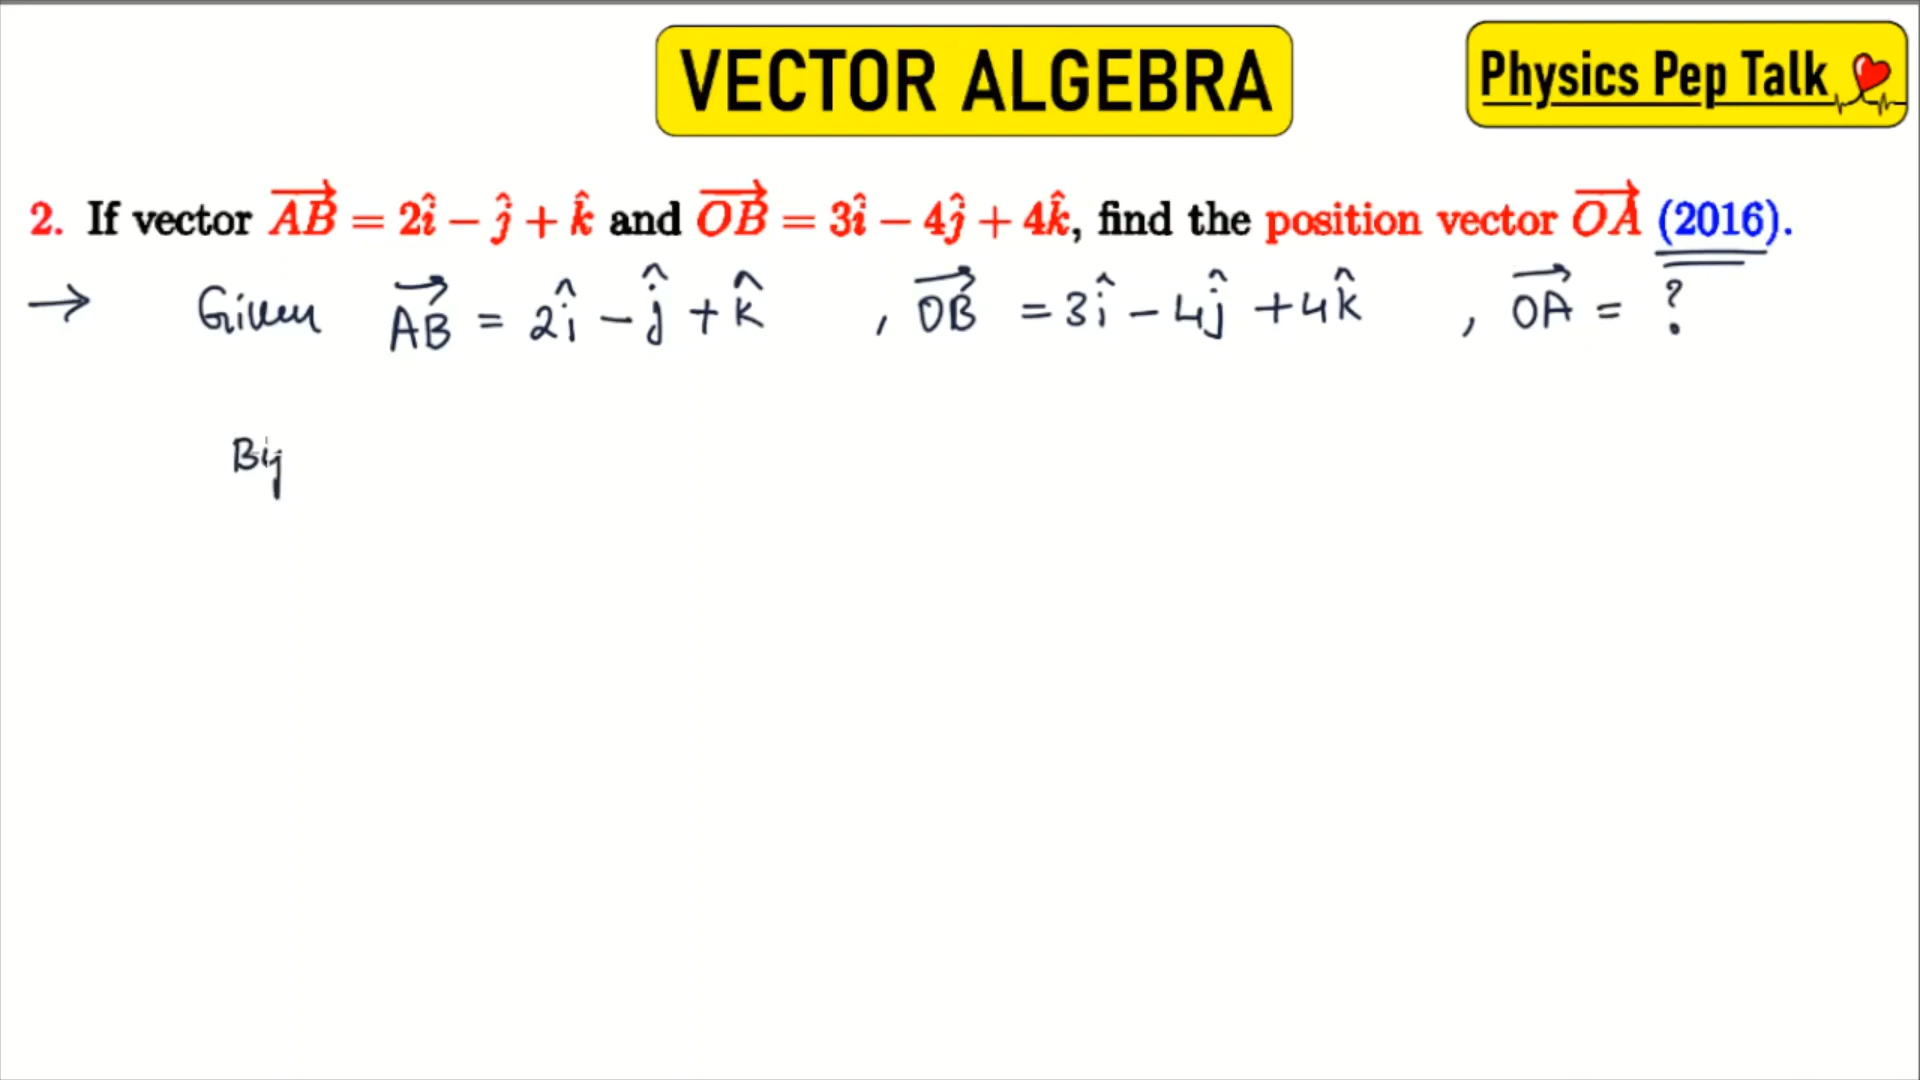 VECTOR ALGEBRA
Physics Pep Talk
2. If vector $\overrightarrow{AB} = 2\hat{i} - \hat{j} + \hat{k}$ and $\overrightarrow{OB} = 3\hat{i} - 4\hat{j} + 4\hat{k}$, find the position vector $\overrightarrow{OA}$ (2016).
→ Given $\overrightarrow{AB} = 2\hat{i} - \hat{j} + \hat{k}$ , $\overrightarrow{OB} = 3\hat{i} - 4\hat{j} + 4\hat{k}$ , $\overrightarrow{OA} = ?$